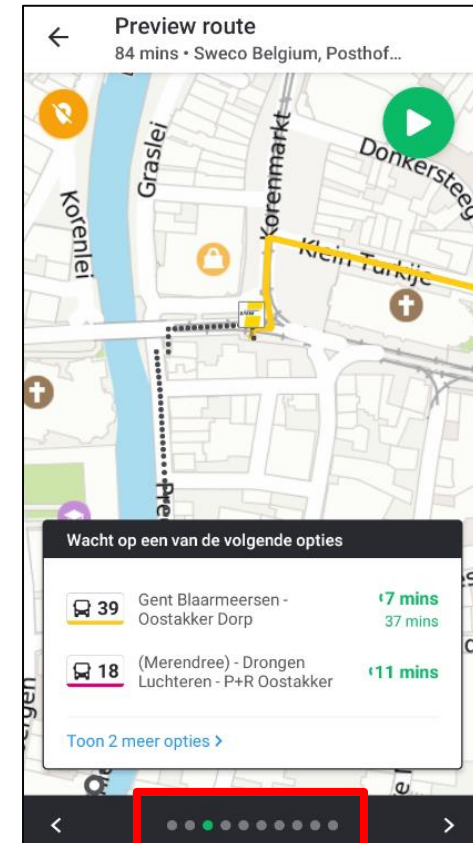 Preview route
84 mins • Sweco Belgium, Posthof...
Graslei
Korenmarkt
Donkersteeg
Korenlei
Klein Turkije
Wacht op een van de volgende opties
39
Gent Blaarmeersen -
Oostakker Dorp
7 mins
37 mins
18
(Merendree) - Drongen
Luchteren - P+R Oostakker
11 mins
Toon 2 meer opties >